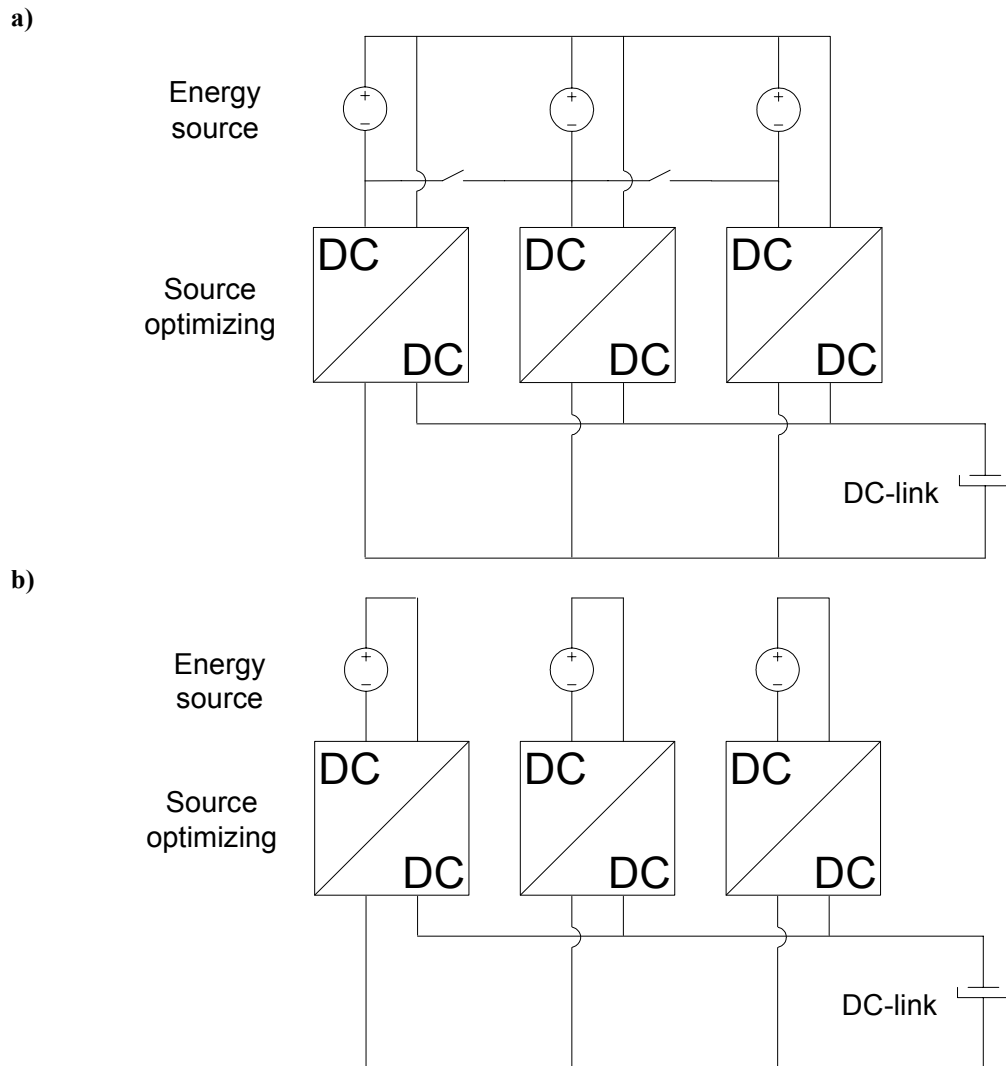 a)
Energy
source
+
−
+
−
+
−
DC
DC
DC
DC
DC
DC
Source
optimizing
DC-link
b)
Energy
source
+
−
+
−
+
−
DC
DC
DC
DC
DC
DC
Source
optimizing
DC-link